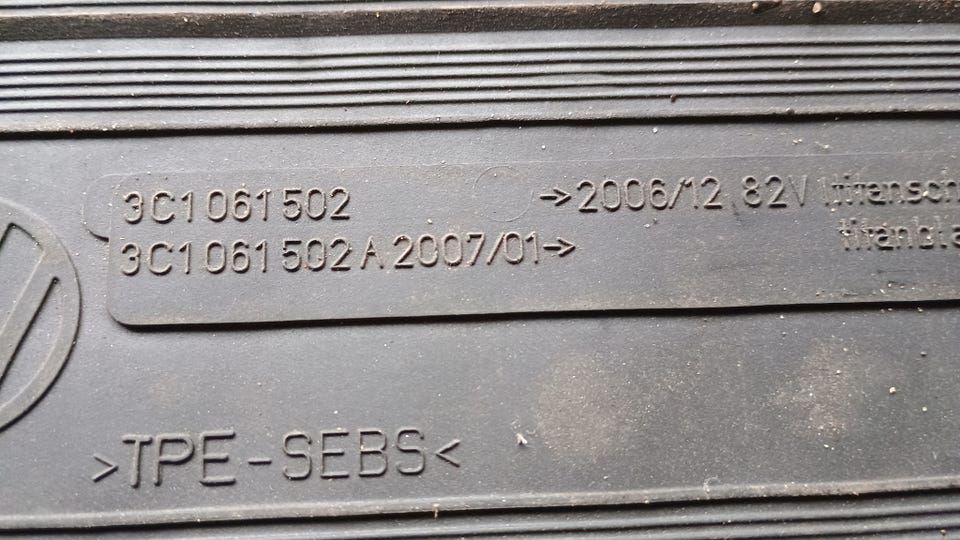 3C1 061 502 →2006/12 82V
3C1 061 502 A 2007/01→
>TPE-SEBS<